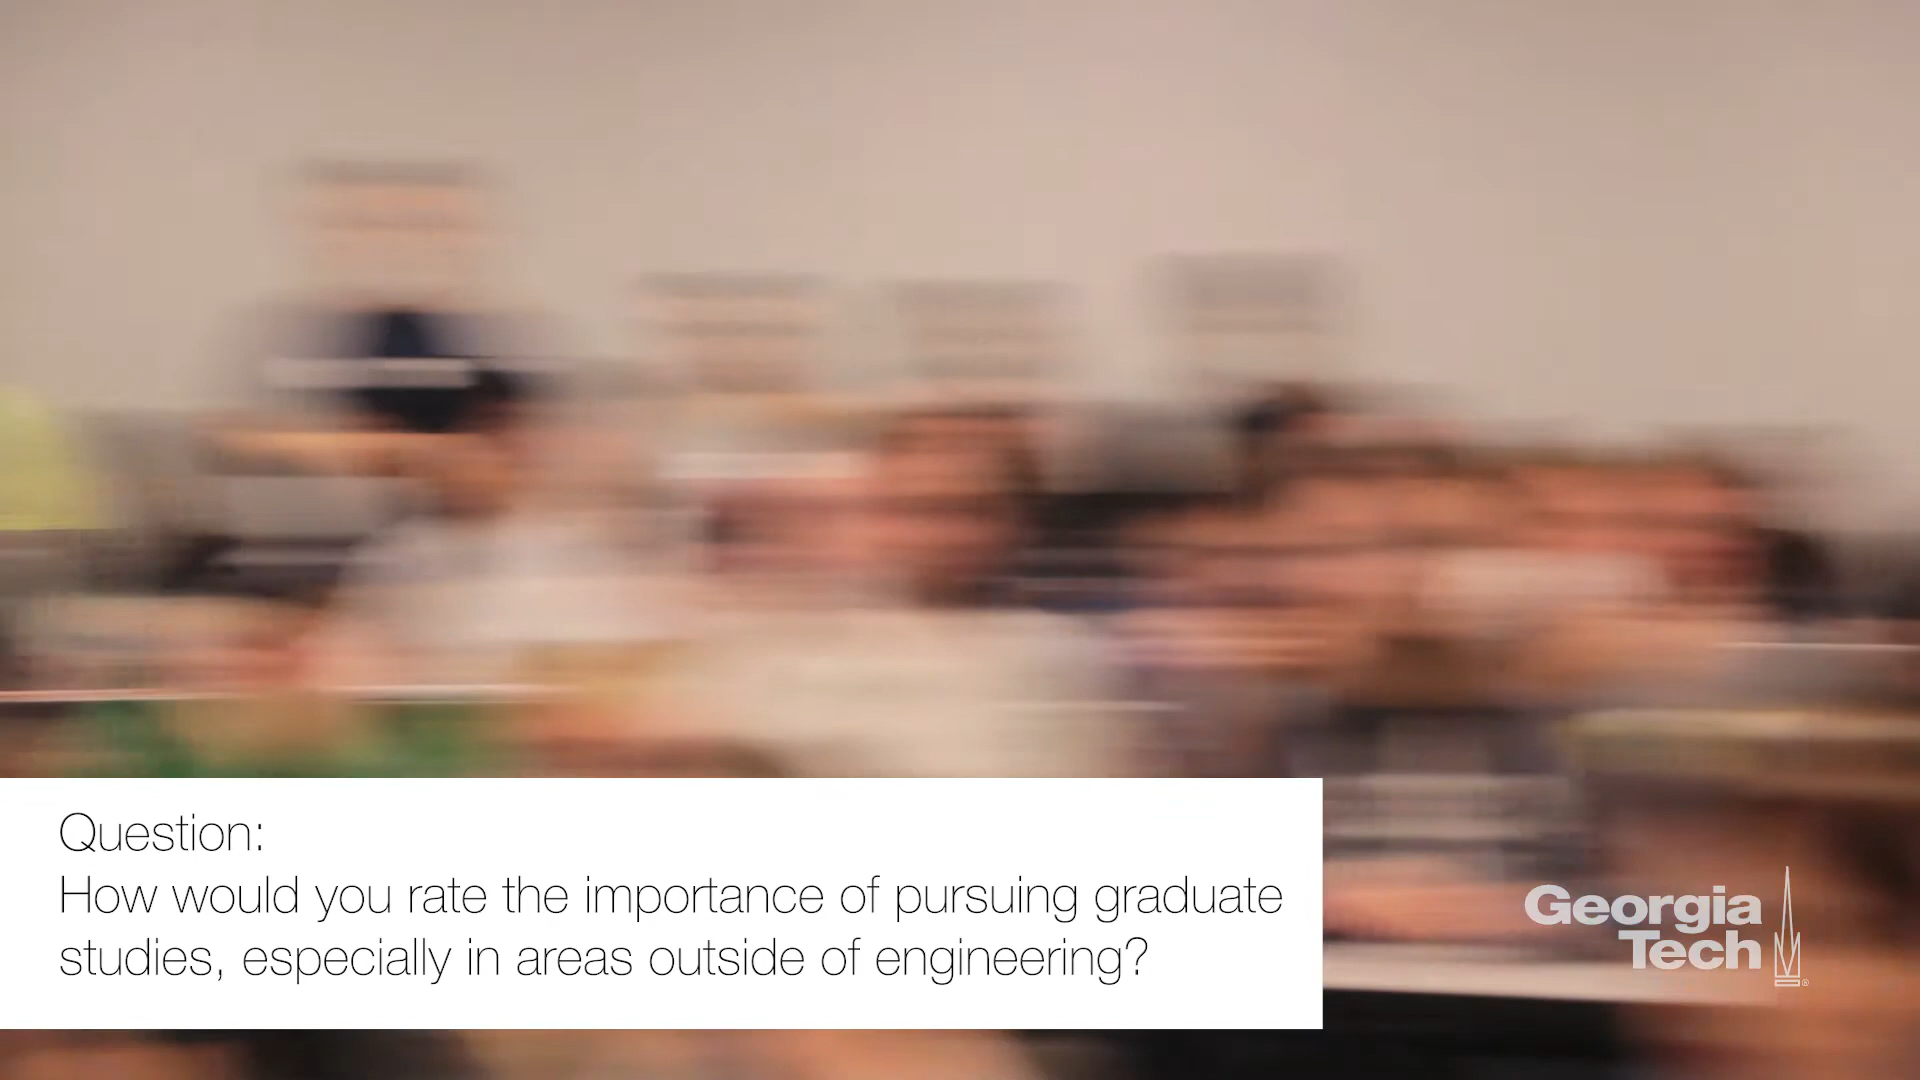 Question:
How would you rate the importance of pursuing graduate
studies, especially in areas outside of engineering?
Georgia
Tech